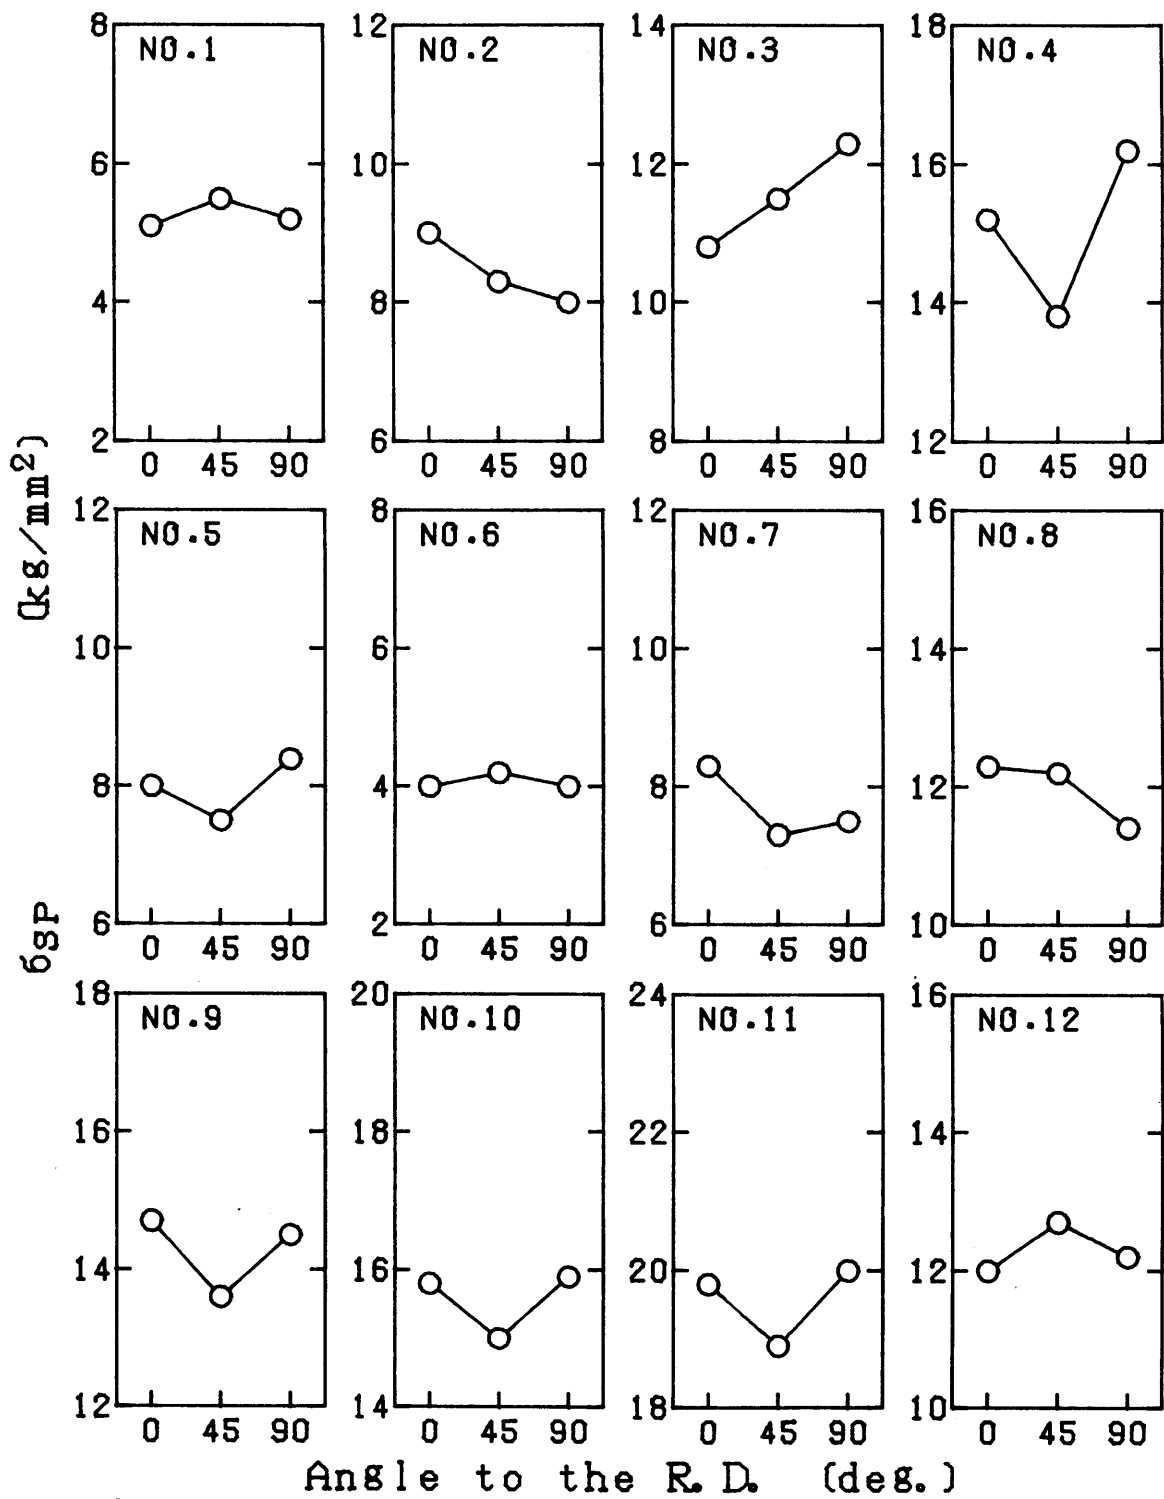 8 12 14 18
NO.1 NO.2 NO.3 NO.4
6 10 12 16
4 8 10 14
2 6 8 12
0 45 90 0 45 90 0 45 90 0 45 90
12 8 12 16
NO.5 NO.6 NO.7 NO.8
10 6 10 14
8 4 8 12
6 2 6 10
0 45 90 0 45 90 0 45 90 0 45 90
18 20 24 16
NO.9 NO.10 NO.11 NO.12
16 18 22 14
14 16 20 12
12 14 18 10
0 45 90 0 45 90 0 45 90 0 45 90
σSP (kg/mm²)
Angle to the R.D. (deg.)